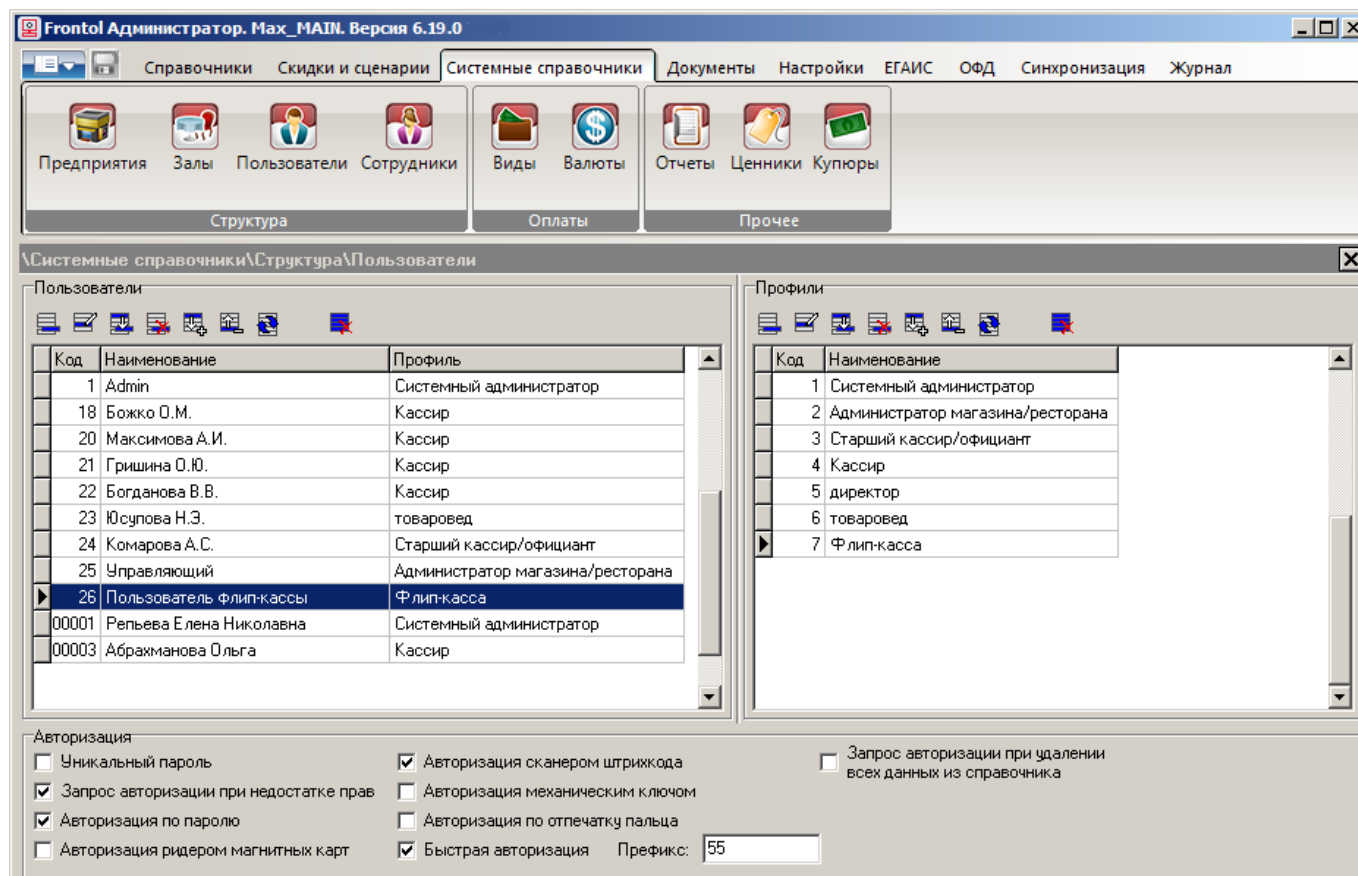 Frontol Администратор. Max_MAIN. Версия 6.19.0
Справочники Скидки и сценарии Системные справочники Документы Настройки ЕГАИС ОФД Синхронизация Журнал
Предприятия Залы Пользователи Сотрудники Виды Валюты Отчеты Ценники Купюры
Структура Оплаты Прочее
\Системные справочники\Структура\Пользователи
Пользователи
Код Наименование Профиль
1 Admin Системный администратор
18 Божко О.М. Кассир
20 Максимова А.И. Кассир
21 Гришина О.Ю. Кассир
22 Богданова В.В. Кассир
23 Юсупова Н.Э. товаровед
24 Комарова А.С. Старший кассир/официант
25 Управляющий Администратор магазина/ресторана
26 Пользователь флип-кассы Флип-касса
00001 Репьева Елена Николавна Системный администратор
00003 Абрахманова Ольга Кассир
Профили
Код Наименование
1 Системный администратор
2 Администратор магазина/ресторана
3 Старший кассир/официант
4 Кассир
5 директор
6 товаровед
7 Флип-касса
Авторизация
Уникальный пароль
Запрос авторизации при недостатке прав
Авторизация по паролю
Авторизация ридером магнитных карт
Авторизация сканером штрихкода
Авторизация механическим ключом
Авторизация по отпечатку пальца
Быстрая авторизация Префикс: 55
Запрос авторизации при удалении
всех данных из справочника